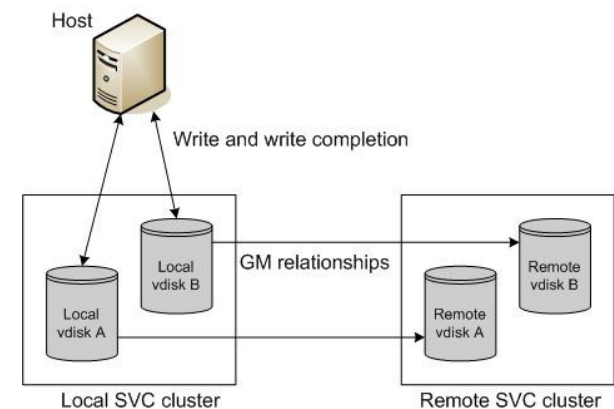 Host
Write and write completion
Local
vdisk B
GM relationships
Remote
vdisk B
Local
vdisk A
Remote
vdisk A
Local SVC cluster
Remote SVC cluster